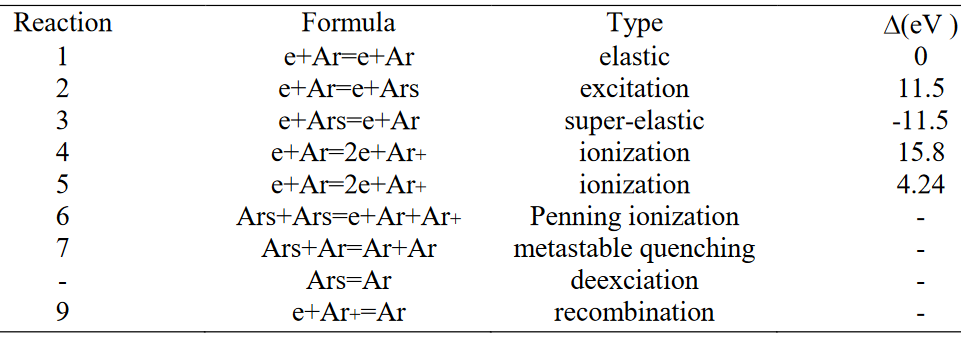 Reaction Formula Type Δ(eV )
1 e+Ar=e+Ar elastic 0
2 e+Ar=e+Ars excitation 11.5
3 e+Ars=e+Ar super-elastic -11.5
4 e+Ar=2e+Ar+ ionization 15.8
5 e+Ar=2e+Ar+ ionization 4.24
6 Ars+Ars=e+Ar+Ar+ Penning ionization -
7 Ars+Ar=Ar+Ar metastable quenching -
- Ars=Ar deexciation -
9 e+Ar+=Ar recombination -